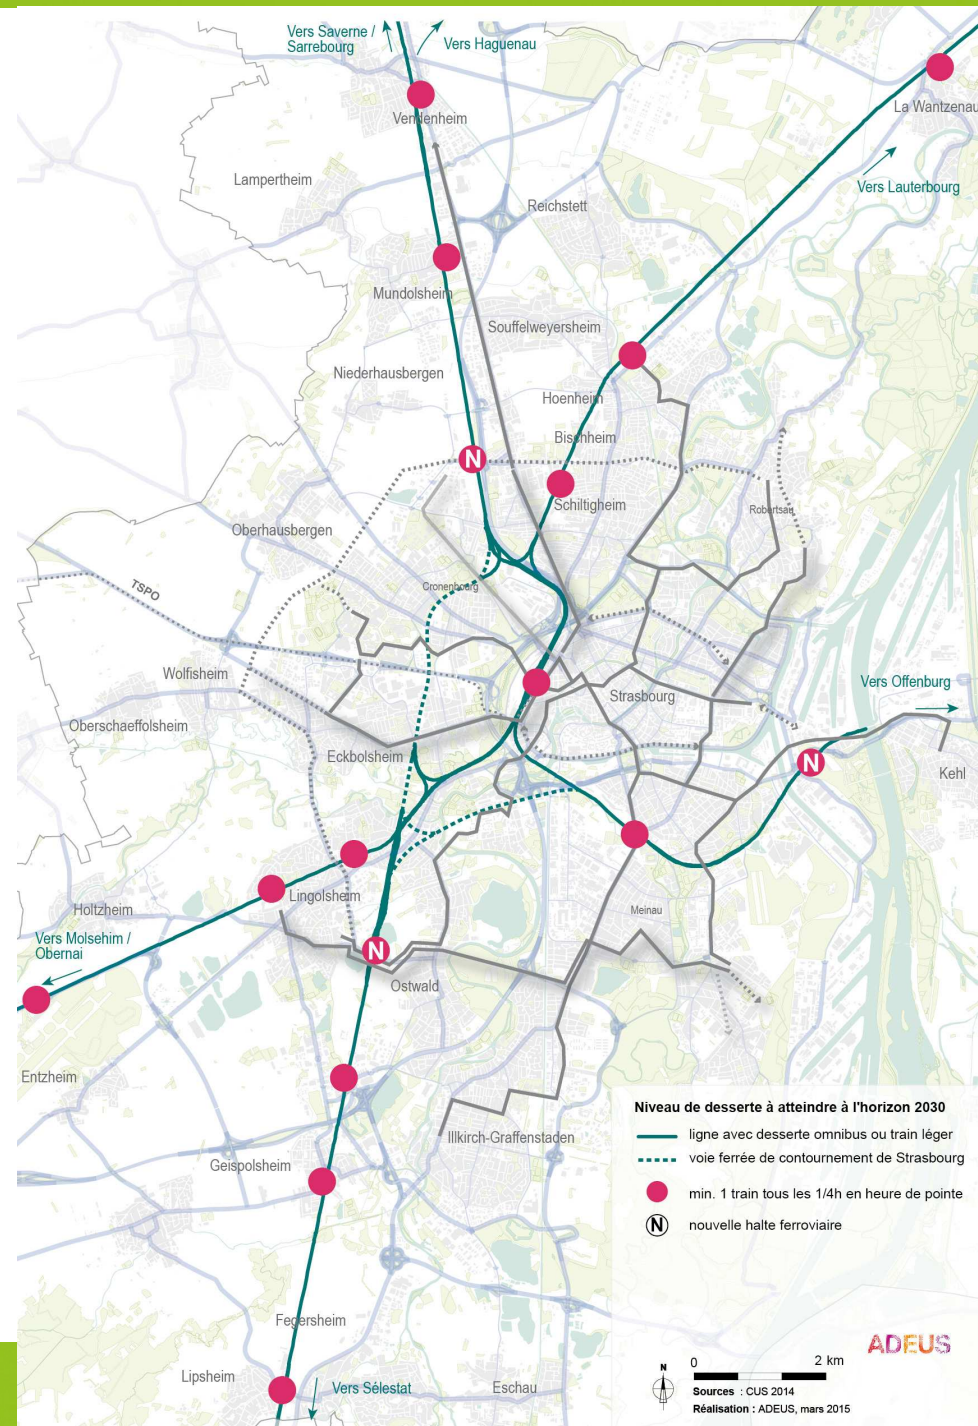 Vers Saverne /
Sarrebourg
Vers Haguenau
La Wantzenau
Vendenheim
Lampertheim
Vers Lauterbourg
Reichstett
Mundolsheim
Souffelweyersheim
Niederhausbergen
Hoenheim
Bischheim
N
Schiltigheim
Robertsau
Oberhausbergen
Cronenbourg
TSPO
Wolfisheim
Vers Offenburg
Strasbourg
Oberschaeffolsheim
Eckbolsheim
N
Kehl
Lingolsheim
Holtzheim
Meinau
Vers Molsehim /
Obernai
N
Ostwald
Entzheim
Illkirch-Graffenstaden
Geispolsheim
Fegersheim
Lipsheim
Vers Sélestat
Eschau
Niveau de desserte à atteindre à l'horizon 2030
ligne avec desserte omnibus ou train léger
voie ferrée de contournement de Strasbourg
min. 1 train tous les 1/4h en heure de pointe
N
nouvelle halte ferroviaire
ADEUS
N
0
2 km
Sources : CUS 2014
Réalisation : ADEUS, mars 2015